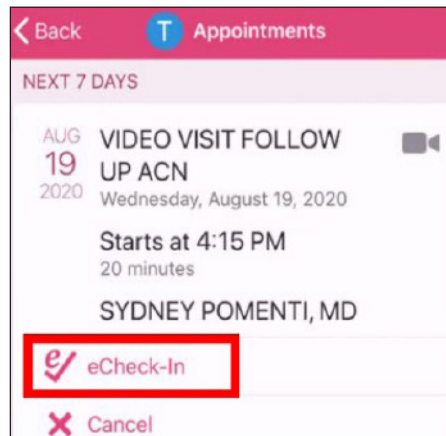 Back T Appointments
NEXT 7 DAYS
AUG 19 2020
VIDEO VISIT FOLLOW
UP ACN
Wednesday, August 19, 2020
Starts at 4:15 PM
20 minutes
SYDNEY POMENTI, MD
eCheck-In
Cancel